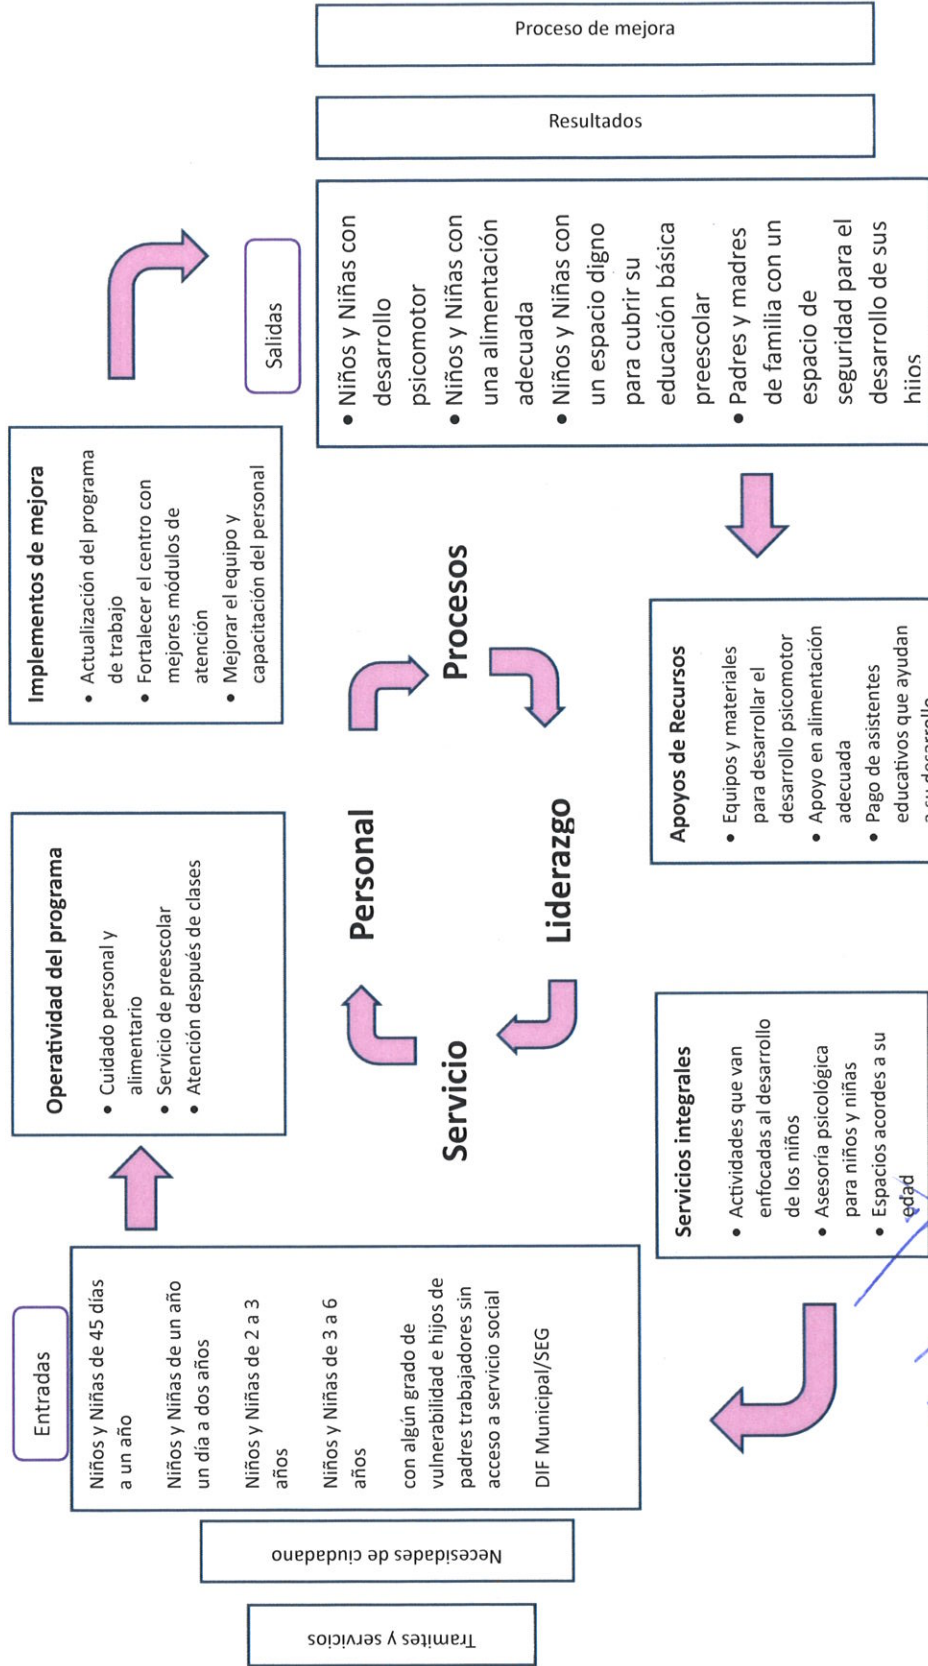 Tramites y servicios
Necesidades de ciudadano
Entradas
Niños y Niñas de 45 días
a un año
Niños y Niñas de un año
un día a dos años
Niños y Niñas de 2 a 3
años
Niños y Niñas de 3 a 6
años
con algún grado de
vulnerabilidad e hijos de
padres trabajadores sin
acceso a servicio social
DIF Municipal/SEG
Operatividad del programa
• Cuidado personal y
alimentario
• Servicio de preescolar
• Atención después de clases
Implementos de mejora
• Actualización del programa
de trabajo
• Fortalecer el centro con
mejores módulos de
atención
• Mejorar el equipo y
capacitación del personal
Servicio
Personal
Procesos
Liderazgo
Servicios integrales
• Actividades que van
enfocadas al desarrollo
de los niños
• Asesoría psicológica
para niños y niñas
• Espacios acordes a su
edad
Apoyos de Recursos
• Equipos y materiales
para desarrollar el
desarrollo psicomotor
• Apoyo en alimentación
adecuada
• Pago de asistentes
educativos que ayudan
a su desarrollo
Salidas
• Niños y Niñas con
desarrollo
psicomotor
• Niños y Niñas con
una alimentación
adecuada
• Niños y Niñas con
un espacio digno
para cubrir su
educación básica
preescolar
• Padres y madres
de familia con un
espacio de
seguridad para el
desarrollo de sus
hijos
Resultados
Proceso de mejora